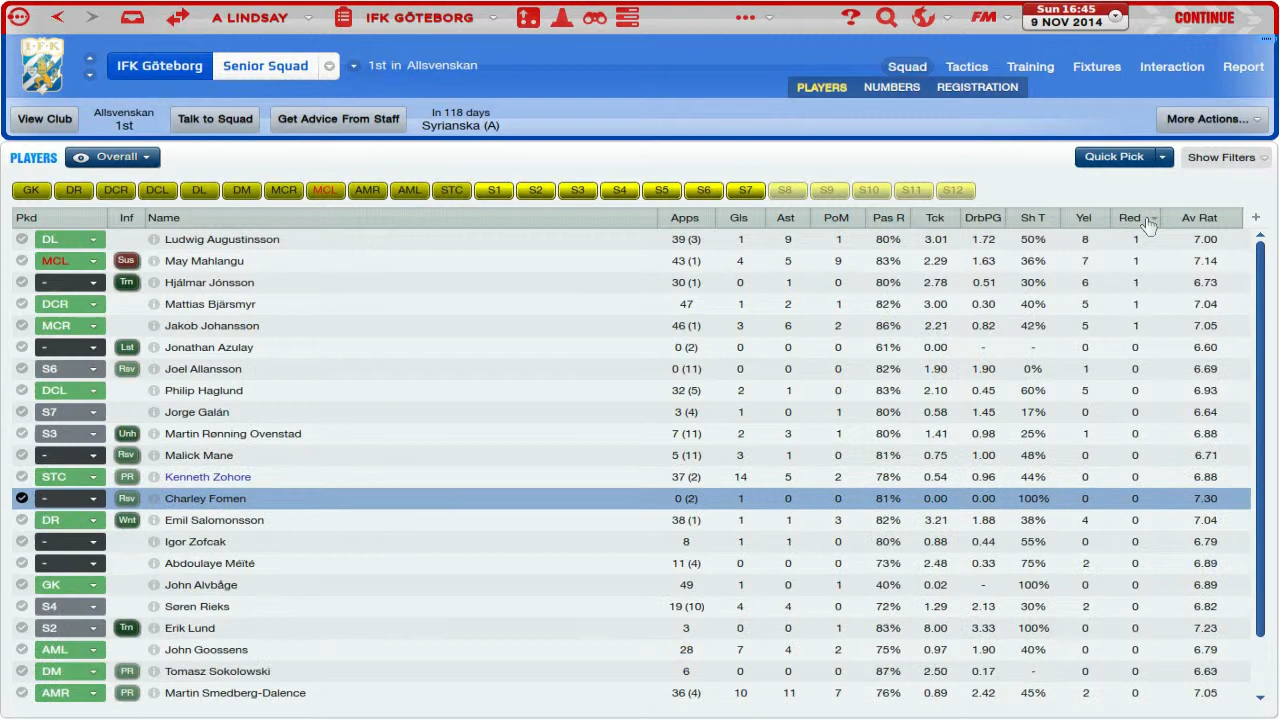 A LINDSAY IFK GÖTEBORG FM Sun 16:45 CONTINUE
9 NOV 2014
IFK
IFK Göteborg Senior Squad 1st in Allsvenskan Squad Tactics Training Fixtures Interaction Report
PLAYERS NUMBERS REGISTRATION
View Club Allsvenskan 1st Talk to Squad Get Advice From Staff In 118 days Syrianska (A) More Actions...
PLAYERS Overall Quick Pick Show Filters
GK DR DCR DCL DL DM MCR MCL AMR AML STC S1 S2 S3 S4 S5 S6 S7 S8 S9 S10 S11 S12
Pkd Inf Name Apps Gls Ast PoM Pas R Tck DrbPG Sh T Yel Red Av Rat
DL Ludwig Augustinsson 39 (3) 1 9 1 80% 3.01 1.72 50% 8 1 7.00
MCL Sus May Mahlangu 43 (1) 4 5 9 83% 2.29 1.63 36% 7 1 7.14
- Trn Hjálmar Jónsson 30 (1) 0 1 0 80% 2.78 0.51 30% 6 1 6.73
DCR Mattias Bjärsmyr 47 1 2 1 82% 3.00 0.30 40% 5 1 7.04
MCR Jakob Johansson 46 (1) 3 6 2 86% 2.21 0.82 42% 5 1 7.05
- Lst Jonathan Azulay 0 (2) 0 0 0 61% 0.00 - - 0 0 6.60
S6 Rsv Joel Allansson 0 (11) 0 0 0 82% 1.90 1.90 0% 1 0 6.69
DCL Philip Haglund 32 (5) 2 1 0 83% 2.10 0.45 60% 5 0 6.93
S7 Jorge Galán 3 (4) 1 0 1 80% 0.58 1.45 17% 0 0 6.64
S3 Unh Martin Rønning Ovenstad 7 (11) 2 3 1 80% 1.41 0.98 25% 1 0 6.88
- Rsv Malick Mane 5 (11) 3 1 0 81% 0.75 1.00 48% 0 0 6.71
STC PR Kenneth Zohore 37 (2) 14 5 2 78% 0.54 0.96 44% 0 0 6.88
- Rsv Charley Fomen 0 (2) 1 0 0 81% 0.00 0.00 100% 0 0 7.30
DR Wnt Emil Salomonsson 38 (1) 1 1 3 82% 3.21 1.88 38% 4 0 7.04
- Igor Zofcak 8 1 1 0 80% 0.88 0.44 55% 0 0 6.79
- Abdoulaye Méïté 11 (4) 0 0 0 73% 2.48 0.33 75% 2 0 6.89
GK John Alvbåge 49 1 0 1 40% 0.02 - 100% 0 0 6.89
S4 Søren Rieks 19 (10) 4 4 0 72% 1.29 2.13 30% 2 0 6.82
S2 Trn Erik Lund 3 0 0 1 83% 8.00 3.33 100% 0 0 7.23
AML John Goossens 28 7 4 2 75% 0.97 1.90 40% 0 0 6.79
DM PR Tomasz Sokolowski 6 0 0 0 87% 2.50 0.17 - 0 0 6.63
AMR PR Martin Smedberg-Dalence 36 (4) 10 11 7 76% 0.89 2.42 45% 2 0 7.05